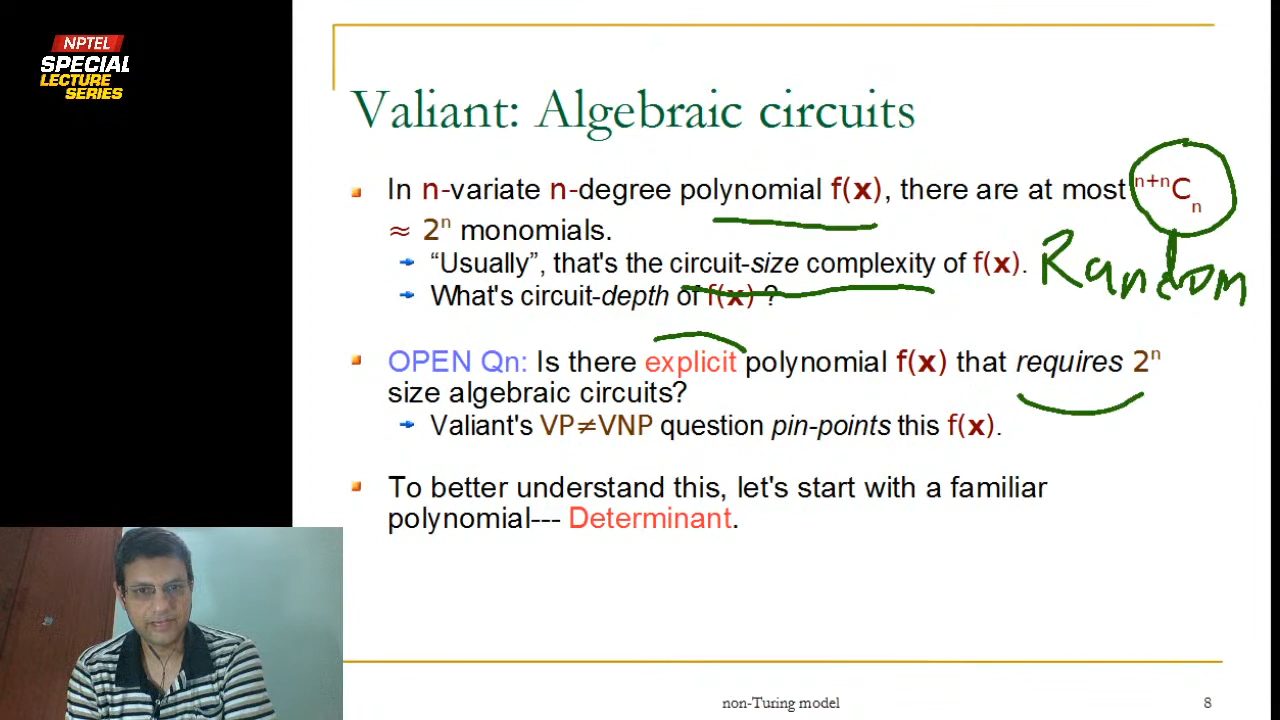 NPTEL
SPECIAL
LECTURE
SERIES
Valiant: Algebraic circuits
In n-variate n-degree polynomial f(x), there are at most ⁿ⁺ⁿCₙ
≈ 2ⁿ monomials.
“Usually”, that's the circuit-size complexity of f(x).
Random
What's circuit-depth of f(x) ?
OPEN Qn: Is there explicit polynomial f(x) that requires 2ⁿ
size algebraic circuits?
Valiant's VP≠VNP question pin-points this f(x).
To better understand this, let's start with a familiar
polynomial--- Determinant.
non-Turing model
8